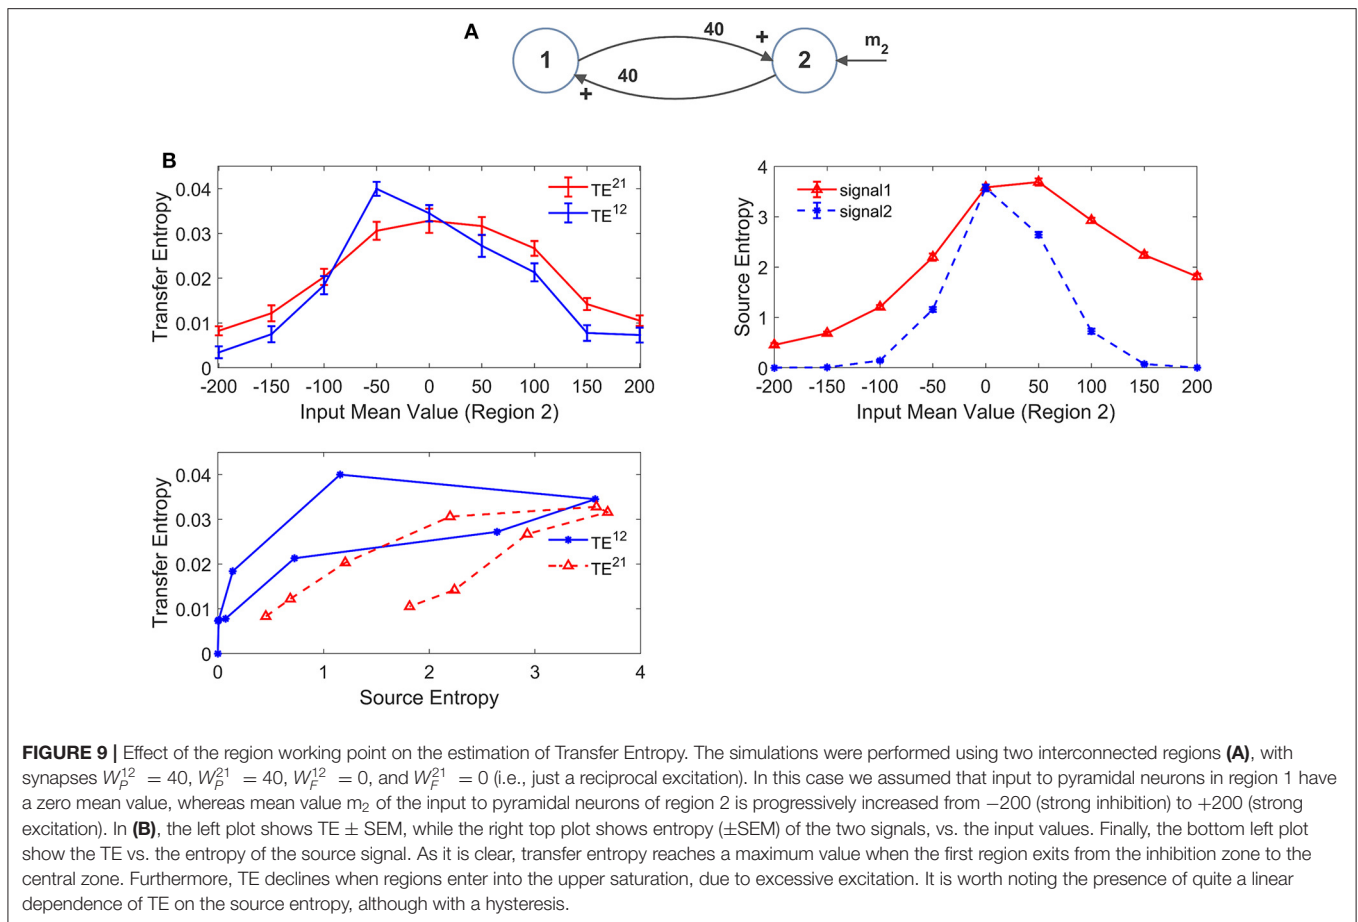 A
1
40
+
2
m2
40
+
B
Transfer Entropy
0.04
0.03
0.02
0.01
0
TE21
TE12
-200 -150 -100 -50 0 50 100 150 200
Input Mean Value (Region 2)
Source Entropy
4
3
2
1
0
signal1
signal2
-200 -150 -100 -50 0 50 100 150 200
Input Mean Value (Region 2)
Transfer Entropy
0.04
0.03
0.02
0.01
0
TE12
TE21
0 1 2 3 4
Source Entropy
FIGURE 9 | Effect of the region working point on the estimation of Transfer Entropy. The simulations were performed using two interconnected regions (A), with
synapses W_P^12 = 40, W_P^21 = 40, W_F^12 = 0, and W_F^21 = 0 (i.e., just a reciprocal excitation). In this case we assumed that input to pyramidal neurons in region 1 have
a zero mean value, whereas mean value m2 of the input to pyramidal neurons of region 2 is progressively increased from −200 (strong inhibition) to +200 (strong
excitation). In (B), the left plot shows TE ± SEM, while the right top plot shows entropy (±SEM) of the two signals, vs. the input values. Finally, the bottom left plot
show the TE vs. the entropy of the source signal. As it is clear, transfer entropy reaches a maximum value when the first region exits from the inhibition zone to the
central zone. Furthermore, TE declines when regions enter into the upper saturation, due to excessive excitation. It is worth noting the presence of quite a linear
dependence of TE on the source entropy, although with a hysteresis.